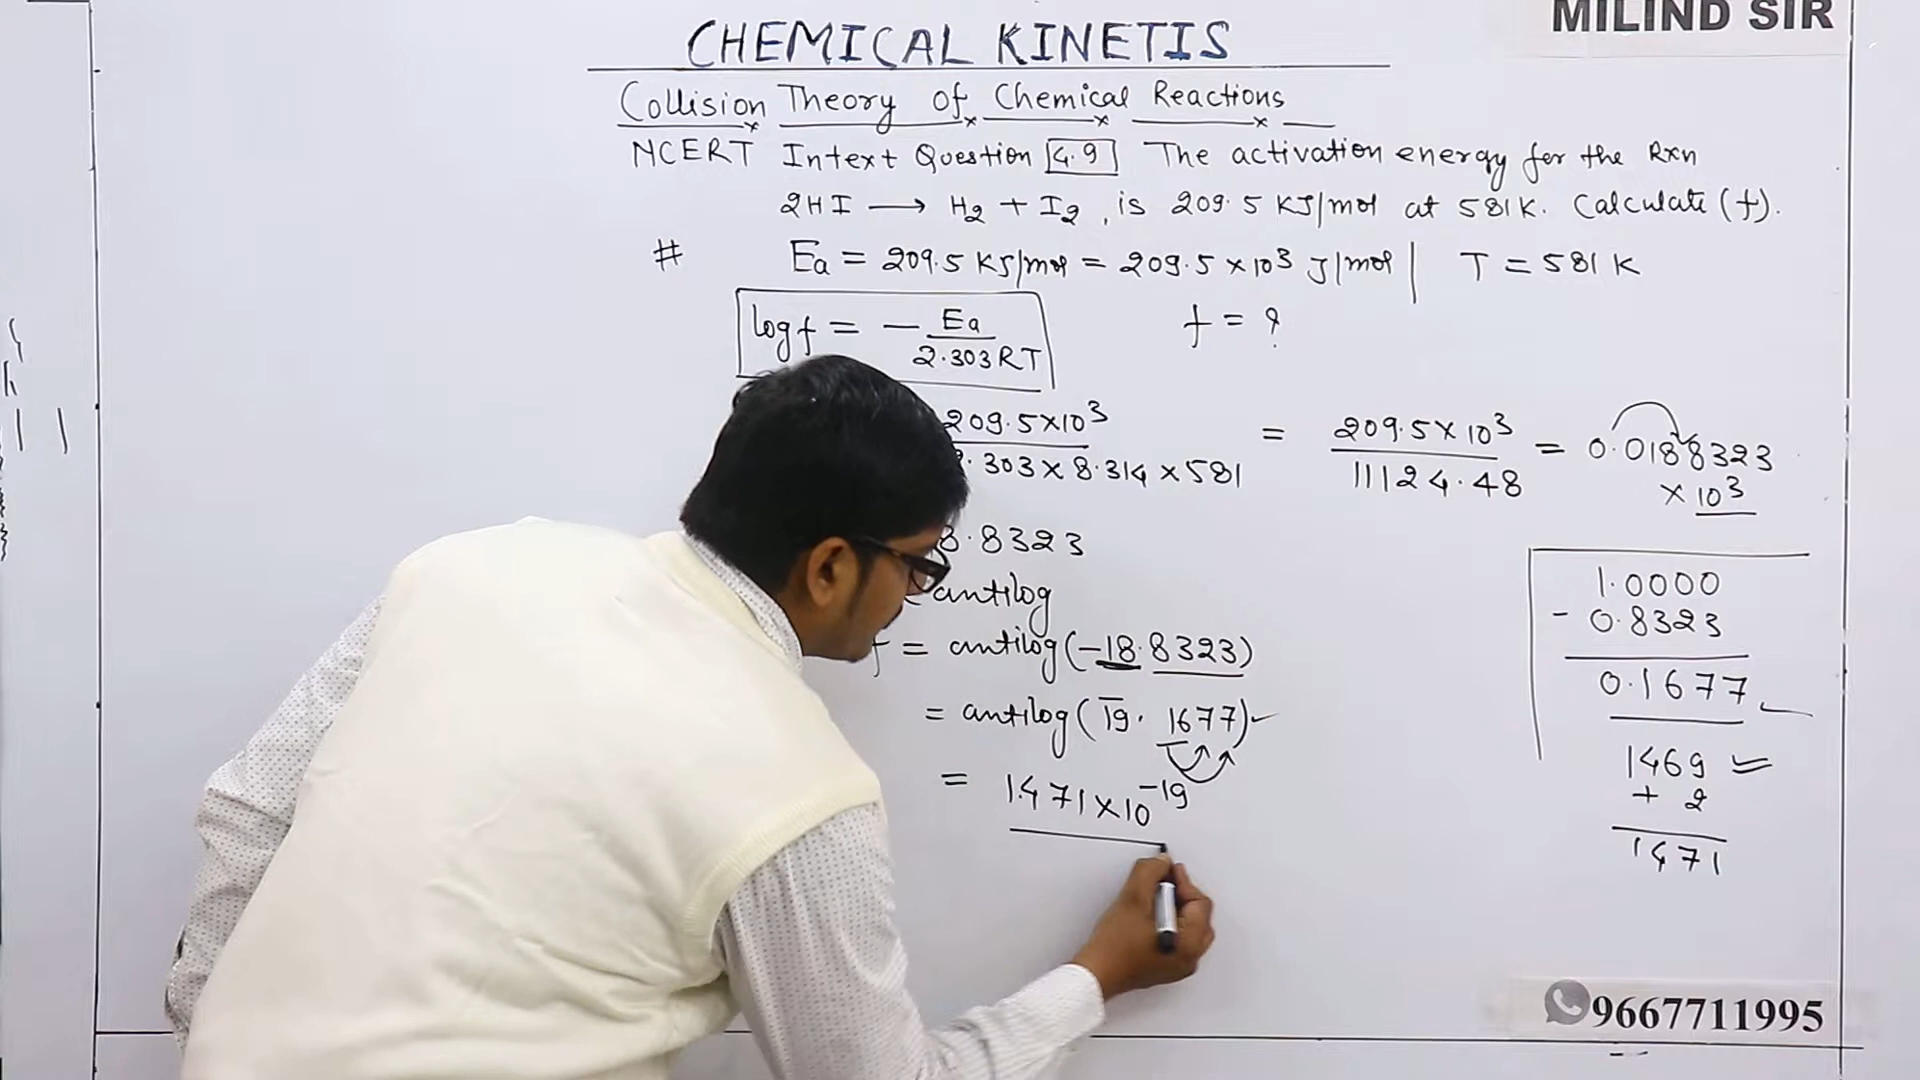 MILIND SIR
CHEMICAL KINETIS
Collision Theory of Chemical Reactions
NCERT Intext Question 4.9 The activation energy for the Rxn
2HI ⟶ H₂ + I₂, is 209.5 KJ/mol at 581K. Calculate (f).
# Ea = 209.5 KJ/mol = 209.5 × 10³ J/mol | T = 581 K
log f = − Ea / 2.303RT
f = ?
209.5×10³ / .303 × 8.314 × 581 = 209.5 × 10³ / 11124.48 = 0.0188323 × 10³
8.8323
antilog
f = antilog(−18.8323)
= antilog(1̅9̅. 1677) ✓
= 1.471 × 10⁻¹⁹
1.0000
- 0.8323
0.1677
1469
+ 2
1471
9667711995